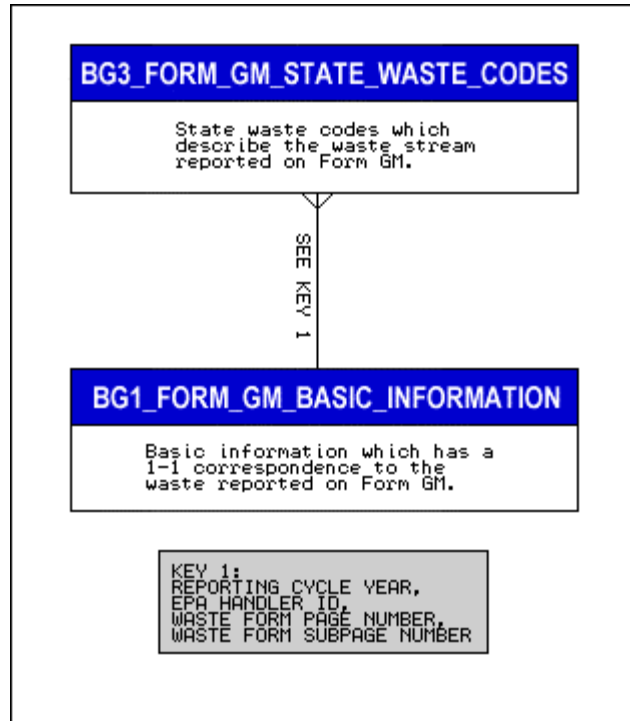 BG3_FORM_GM_STATE_WASTE_CODES
State waste codes which
describe the waste stream
reported on Form GM.
SEE KEY 1
BG1_FORM_GM_BASIC_INFORMATION
Basic information which has a
1-1 correspondence to the
waste reported on Form GM.
KEY 1:
REPORTING CYCLE YEAR,
EPA HANDLER ID,
WASTE FORM PAGE NUMBER,
WASTE FORM SUBPAGE NUMBER